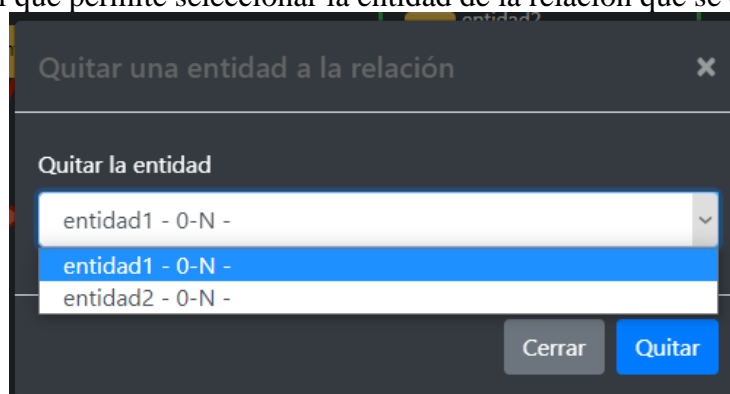 que permite seleccionar la entidad de la relación que se
entidad2
Quitar una entidad a la relación ×
Quitar la entidad
entidad1 - 0-N -
entidad1 - 0-N -
entidad2 - 0-N -
Cerrar Quitar